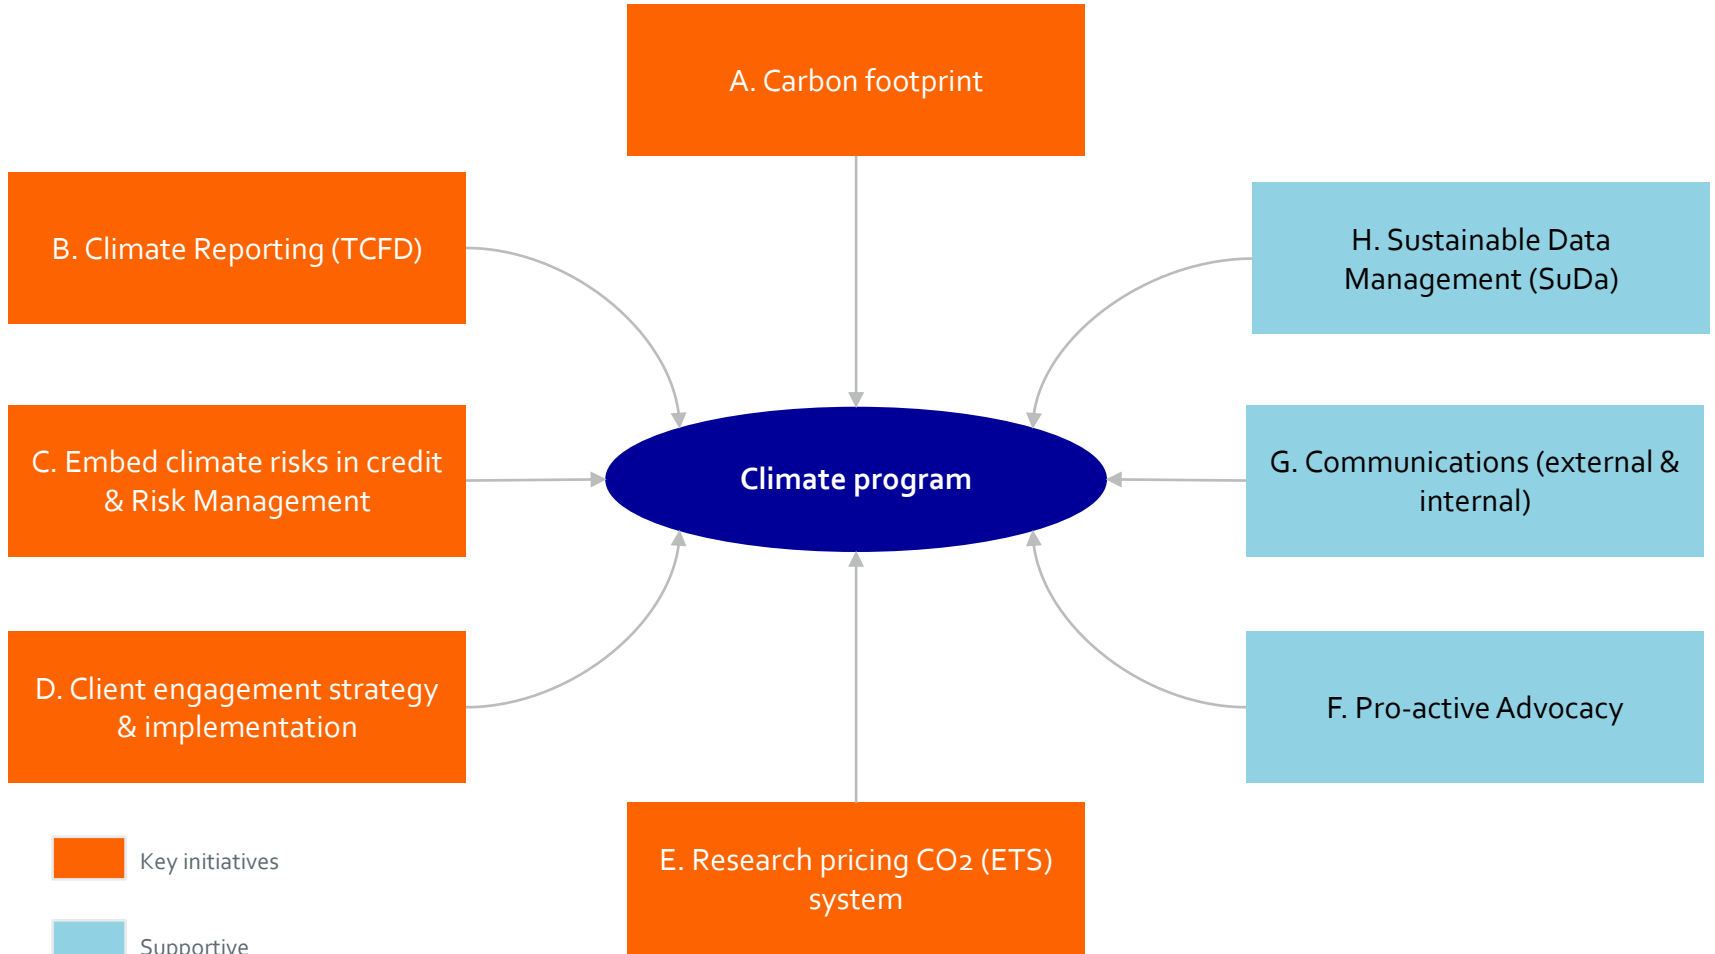 A. Carbon footprint
B. Climate Reporting (TCFD)
H. Sustainable Data
Management (SuDa)
C. Embed climate risks in credit
& Risk Management
Climate program
G. Communications (external &
internal)
D. Client engagement strategy
& implementation
F. Pro-active Advocacy
E. Research pricing CO2 (ETS)
system
Key initiatives
Supportive